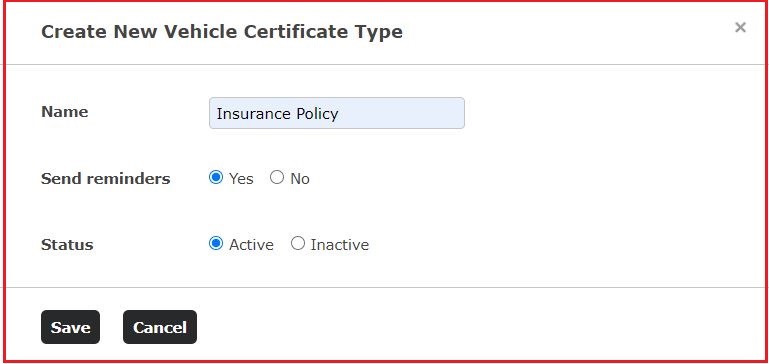 Create New Vehicle Certificate Type ×
Name Insurance Policy
Send reminders Yes No
Status Active Inactive
Save Cancel